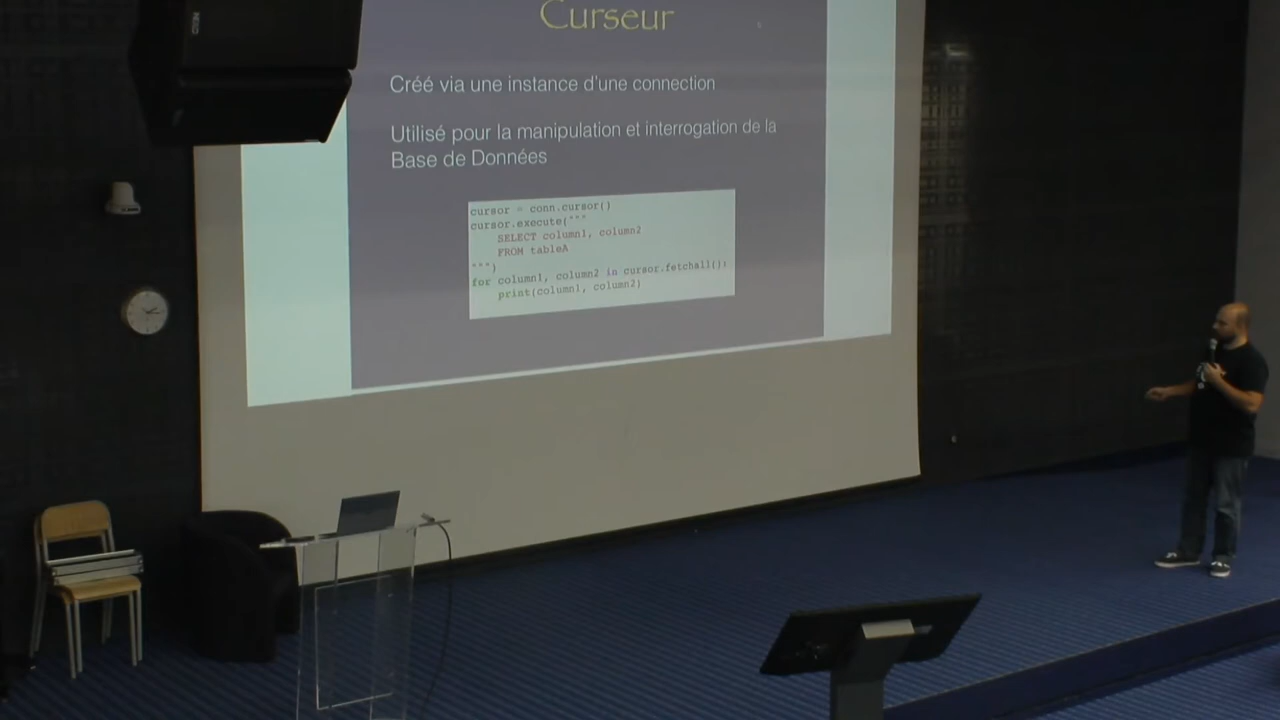 Curseur
Créé via une instance d'une connection
Utilisé pour la manipulation et interrogation de la
Base de Données
cursor = conn.cursor()
cursor.execute("""
SELECT column1, column2
FROM tableA
""")
for column1, column2 in cursor.fetchall():
print(column1, column2)